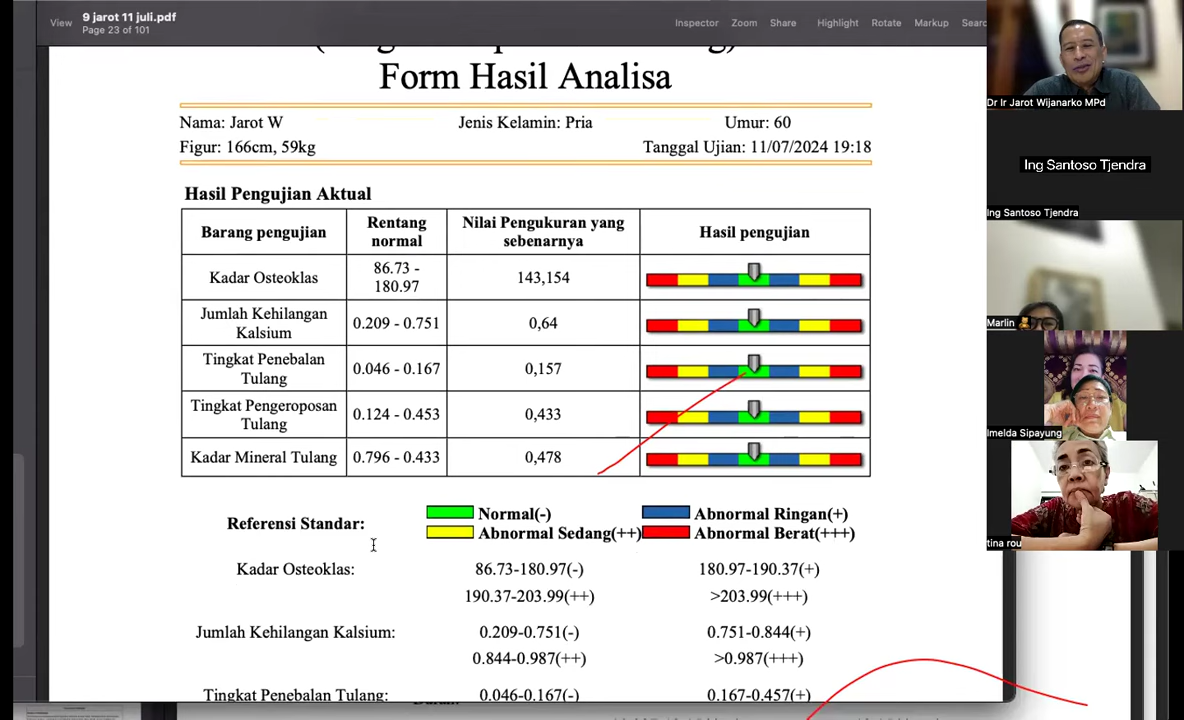 View
9 jarot 11 juli.pdf
Page 23 of 101
Inspector Zoom Share Highlight Rotate Markup
Form Hasil Analisa
Nama: Jarot W Jenis Kelamin: Pria Umur: 60
Figur: 166cm, 59kg Tanggal Ujian: 11/07/2024 19:18
Hasil Pengujian Aktual
Barang pengujian Rentang normal Nilai Pengukuran yang sebenarnya Hasil pengujian
Kadar Osteoklas 86.73 - 180.97 143,154
Jumlah Kehilangan Kalsium 0.209 - 0.751 0,64
Tingkat Penebalan Tulang 0.046 - 0.167 0,157
Tingkat Pengeroposan Tulang 0.124 - 0.453 0,433
Kadar Mineral Tulang 0.796 - 0.433 0,478
Referensi Standar:
Normal(-) Abnormal Ringan(+)
Abnormal Sedang(++) Abnormal Berat(+++)
Kadar Osteoklas: 86.73-180.97(-) 180.97-190.37(+)
190.37-203.99(++) >203.99(+++)
Jumlah Kehilangan Kalsium: 0.209-0.751(-) 0.751-0.844(+)
0.844-0.987(++) >0.987(+++)
Tingkat Penebalan Tulang: 0.046-0.167(-) 0.167-0.457(+)
Dr Ir Jarot Wijanarko MPd
Ing Santoso Tjendra
Ing Santoso Tjendra
Marlin
Imelda Sipayung
tina rou